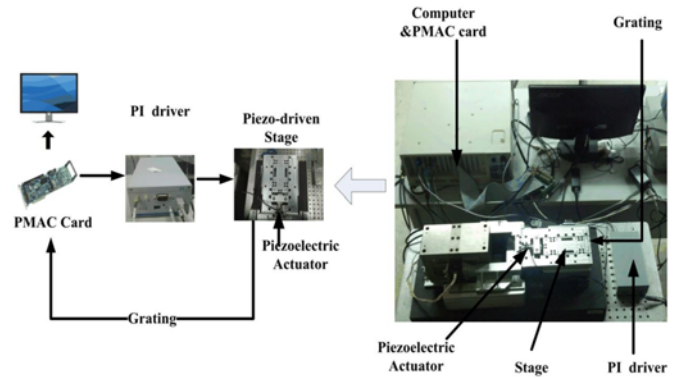 Computer
&PMAC card
Grating
PI driver
Piezo-driven
Stage
PMAC Card
Piezoelectric
Actuator
Grating
Piezoelectric
Actuator
Stage
PI driver